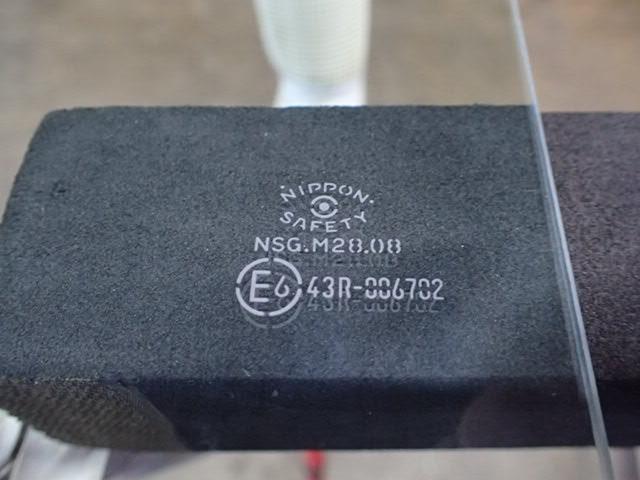 NIPPON
SAFETY
NSG.M28.08
E6 43R-006702